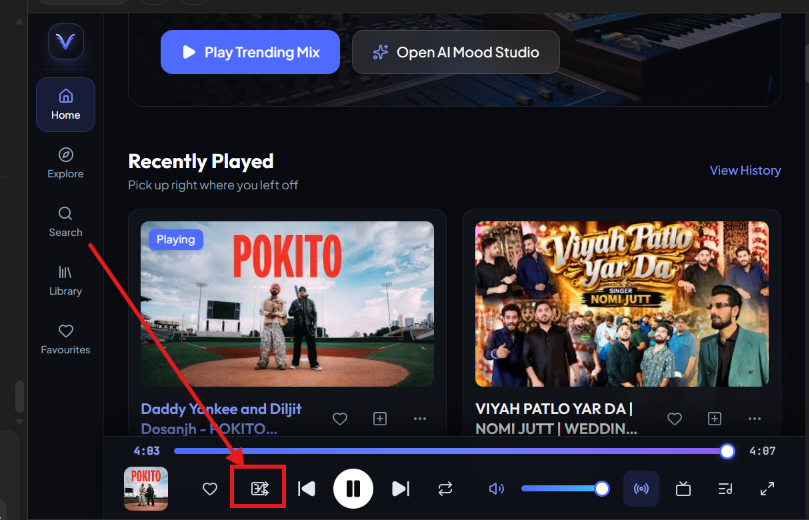 Play Trending Mix
Open AI Mood Studio
Home
Explore
Search
Library
Favourites
Recently Played
View History
Pick up right where you left off
Playing
POKITO
Viyah Patlo
Yar Da
SINGER
NOMI JUTT
Daddy Yankee and Diljit
Dosanjh - POKITO...
VIYAH PATLO YAR DA |
NOMI JUTT | WEDDIN...
4:03
4:07
POKITO